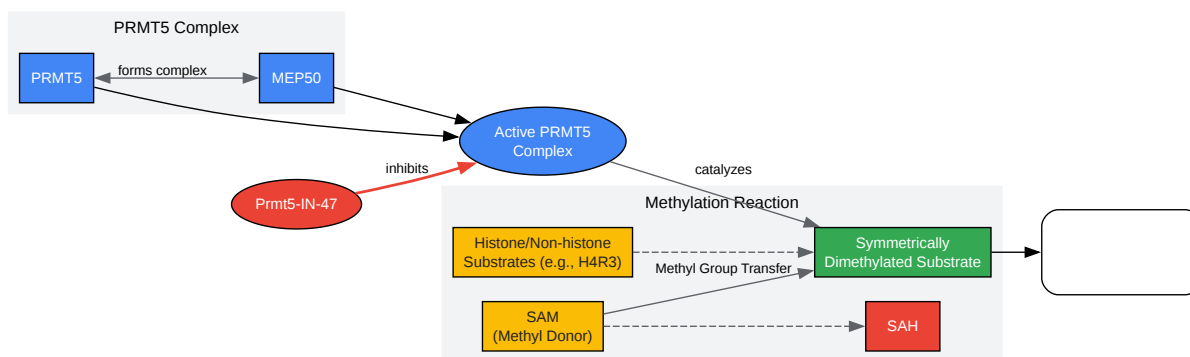 PRMT5 Complex
PRMT5
forms complex
MEP50
Active PRMT5
Complex
inhibits
Prmt5-IN-47
catalyzes
Methylation Reaction
Histone/Non-histone
Substrates (e.g., H4R3)
Symmetrically
Dimethylated Substrate
Methyl Group Transfer
SAM
(Methyl Donor)
SAH